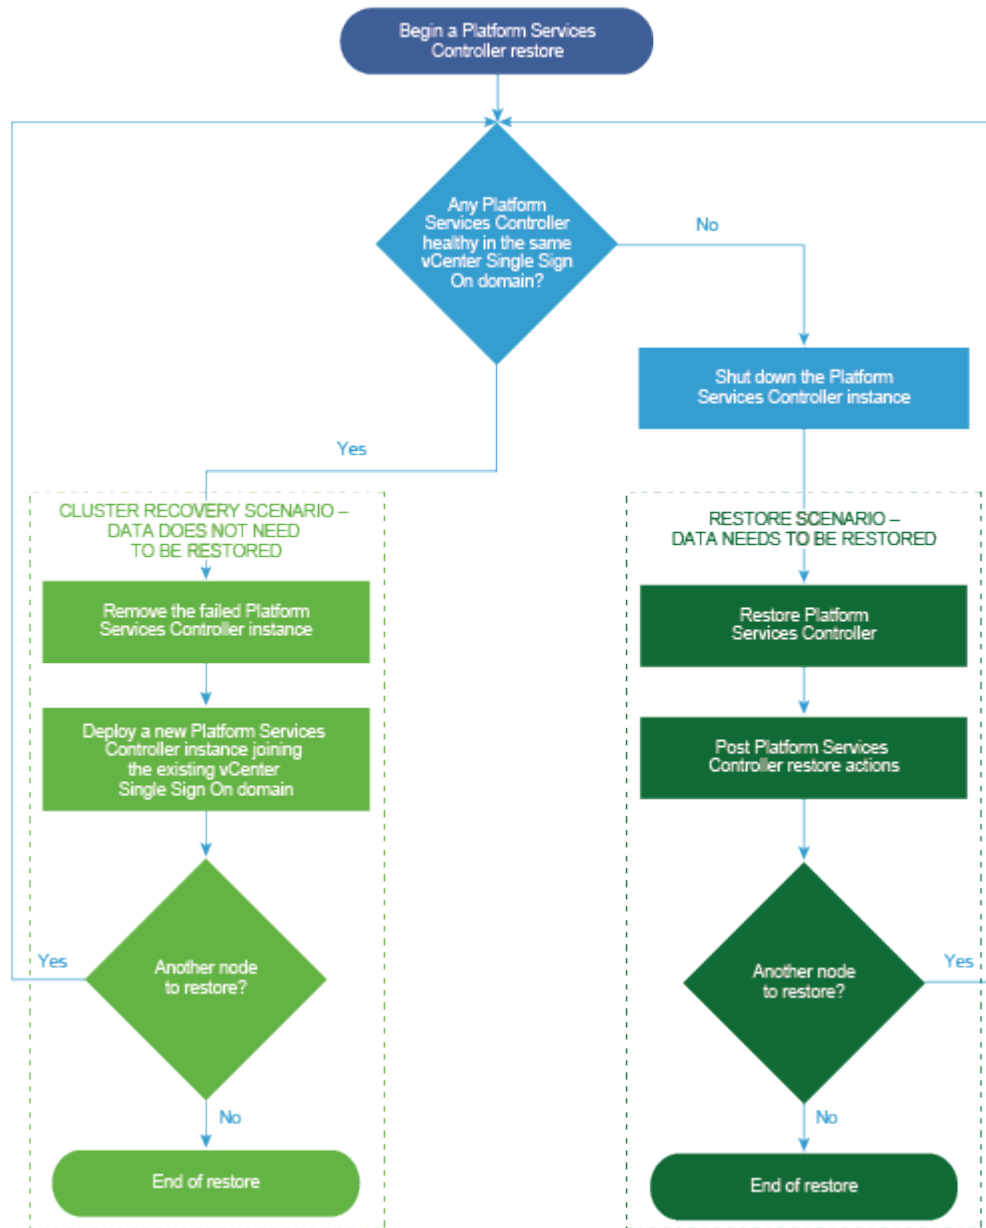 Begin a Platform Services
Controller restore
Any Platform
Services Controller
healthy in the same
vCenter Single Sign
On domain?
No
Shut down the Platform
Services Controller instance
Yes
CLUSTER RECOVERY SCENARIO –
DATA DOES NOT NEED
TO BE RESTORED
Remove the failed Platform
Services Controller instance
Deploy a new Platform Services
Controller instance joining
the existing vCenter
Single Sign On domain
Another node
to restore?
Yes
No
End of restore
RESTORE SCENARIO –
DATA NEEDS TO BE RESTORED
Restore Platform
Services Controller
Post Platform Services
Controller restore actions
Another node
to restore?
Yes
No
End of restore